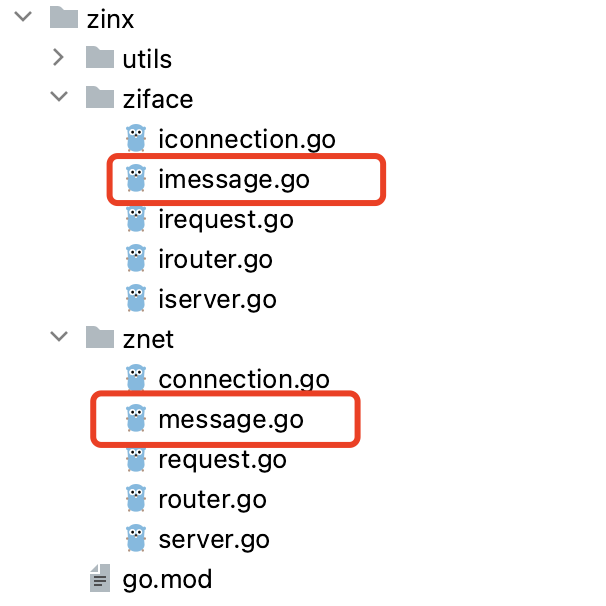 zinx
utils
ziface
iconnection.go
imessage.go
irequest.go
irouter.go
iserver.go
znet
connection.go
message.go
request.go
router.go
server.go
go.mod